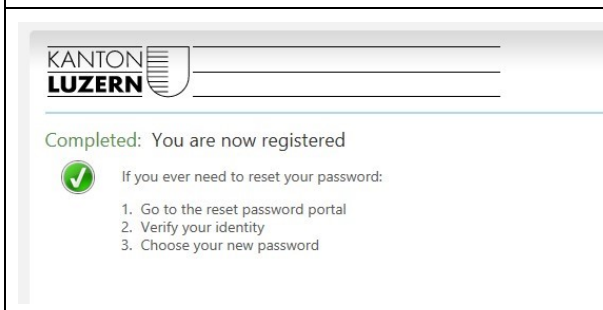 KANTON
LUZERN
Completed: You are now registered
If you ever need to reset your password:
1. Go to the reset password portal
2. Verify your identity
3. Choose your new password